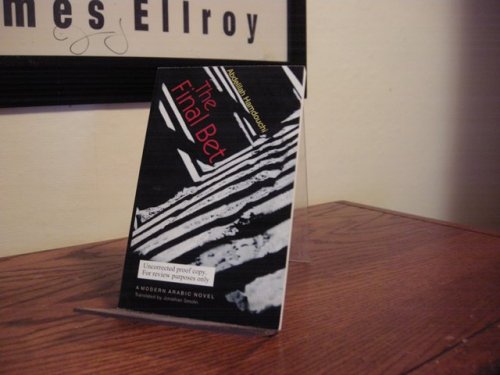 mes Ellroy
The
Final Bet
Abdelilah Hamdouchi
Uncorrected proof copy.
For review purposes only
A MODERN ARABIC NOVEL
Translated by Jonathan Smolin